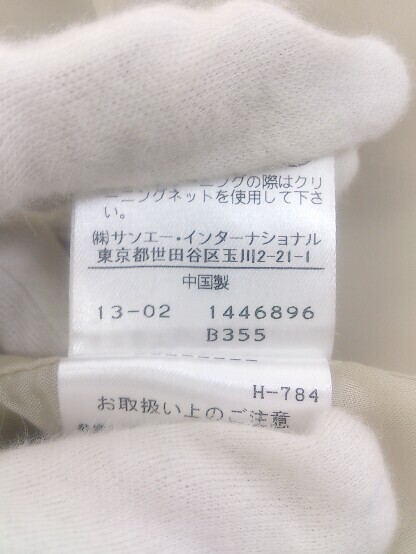 ニングの際はクリ
ーニングネットを使用して下さ
い。
㈱サンエー・インターナショナル
東京都世田谷区玉川2-21-1
中国製
13-02 1446896
B355
H-784
お取扱い上のご注意